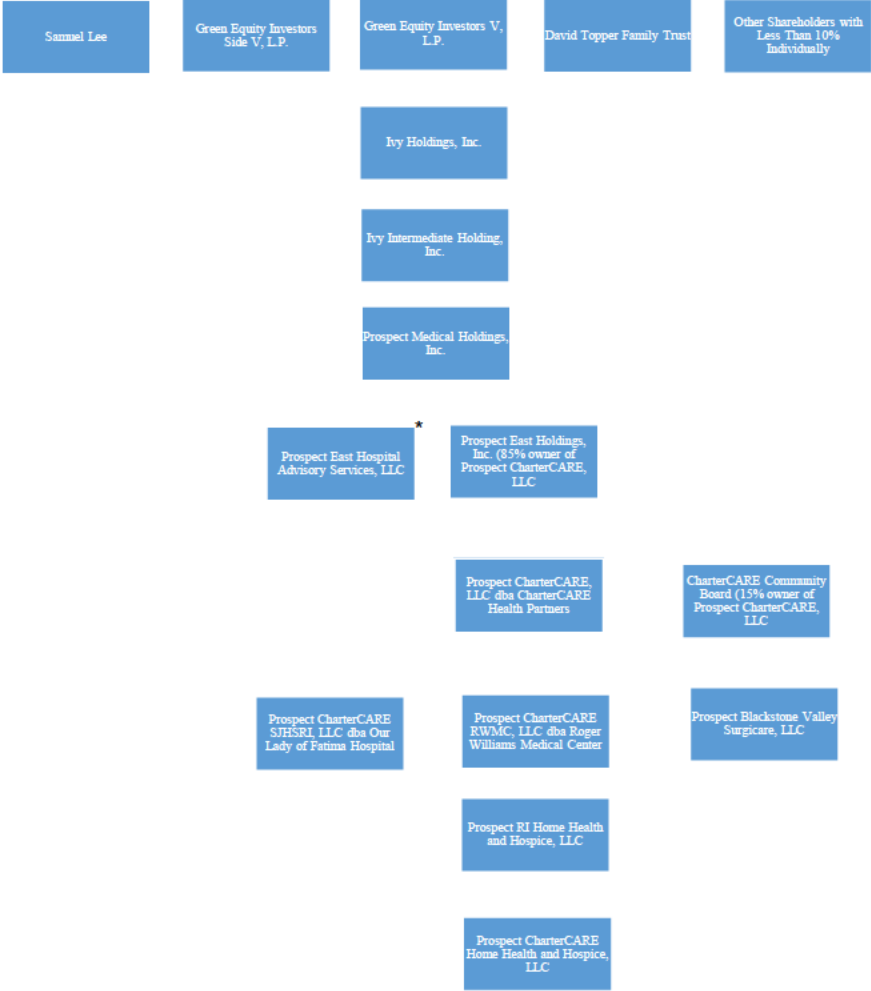 Samuel Lee
Green Equity Investors
Side V, L.P.
Green Equity Investors V,
L.P.
David Topper Family Trust
Other Shareholders with
Less Than 10%
Individually
Ivy Holdings, Inc.
Ivy Intermediate Holding,
Inc.
Prospect Medical Holdings,
Inc.
Prospect East Hospital
Advisory Services, LLC
*
Prospect East Holdings,
Inc. (85% owner of
Prospect CharterCARE,
LLC
Prospect CharterCARE,
LLC dba CharterCARE
Health Partners
CharterCARE Community
Board (15% owner of
Prospect CharterCARE,
LLC
Prospect CharterCARE
SJHSRI, LLC dba Our
Lady of Fatima Hospital
Prospect CharterCARE
RWMC, LLC dba Roger
Williams Medical Center
Prospect Blackstone Valley
Surgicare, LLC
Prospect RI Home Health
and Hospice, LLC
Prospect CharterCARE
Home Health and Hospice,
LLC